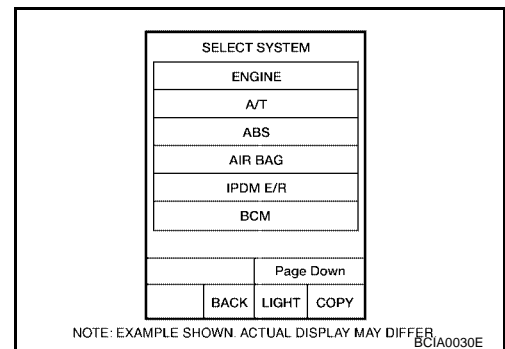 SELECT SYSTEM
ENGINE
A/T
ABS
AIR BAG
IPDM E/R
BCM
Page Down
BACK LIGHT COPY
NOTE: EXAMPLE SHOWN. ACTUAL DISPLAY MAY DIFFER
BCIA0030E